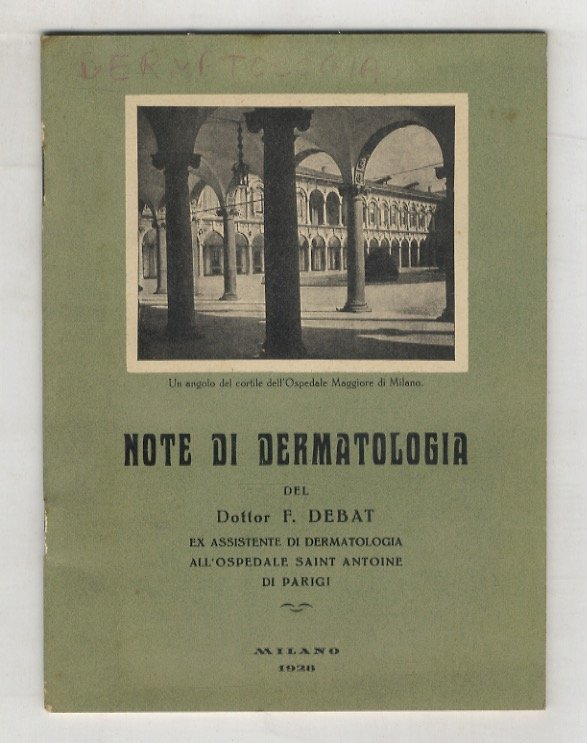 DERMATOLOGIA
Un angolo del cortile dell'Ospedale Maggiore di Milano.
NOTE DI DERMATOLOGIA
DEL
Dottor F. DEBAT
EX ASSISTENTE DI DERMATOLOGIA
ALL'OSPEDALE SAINT ANTOINE
DI PARIGI
MILANO
1928